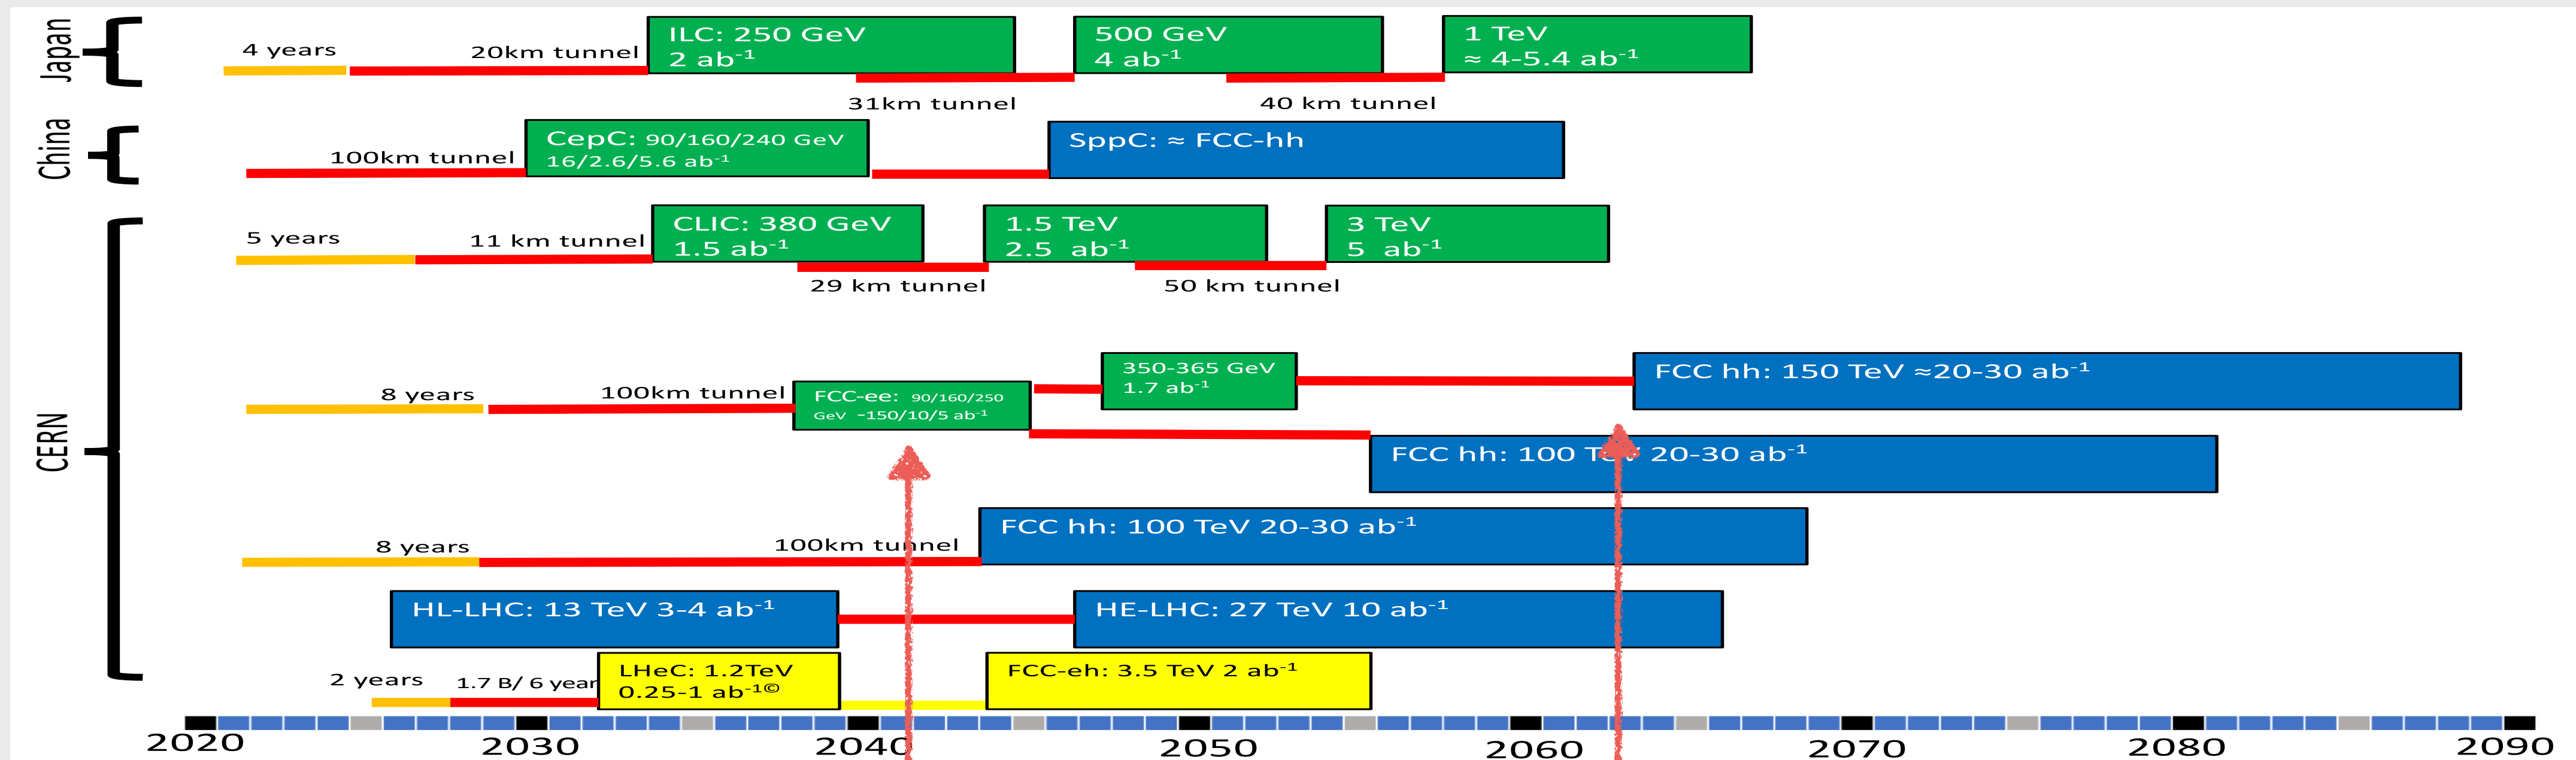 Japan
4 years
20km tunnel
ILC: 250 GeV
2 ab⁻¹
31km tunnel
500 GeV
4 ab⁻¹
40 km tunnel
1 TeV
≈ 4-5.4 ab⁻¹
China
100km tunnel
CepC: 90/160/240 GeV
16/2.6/5.6 ab⁻¹
SppC: ≈ FCC-hh
CERN
5 years
11 km tunnel
CLIC: 380 GeV
1.5 ab⁻¹
29 km tunnel
1.5 TeV
2.5 ab⁻¹
50 km tunnel
3 TeV
5 ab⁻¹
8 years
100km tunnel
FCC-ee: 90/160/250
GeV -150/10/5 ab⁻¹
350-365 GeV
1.7 ab⁻¹
FCC hh: 150 TeV ≈20-30 ab⁻¹
FCC hh: 100 TeV 20-30 ab⁻¹
8 years
100km tunnel
FCC hh: 100 TeV 20-30 ab⁻¹
HL-LHC: 13 TeV 3-4 ab⁻¹
HE-LHC: 27 TeV 10 ab⁻¹
2 years
1.7 B/ 6 year
LHeC: 1.2TeV
0.25-1 ab⁻¹©
FCC-eh: 3.5 TeV 2 ab⁻¹
2020 2030 2040 2050 2060 2070 2080 2090